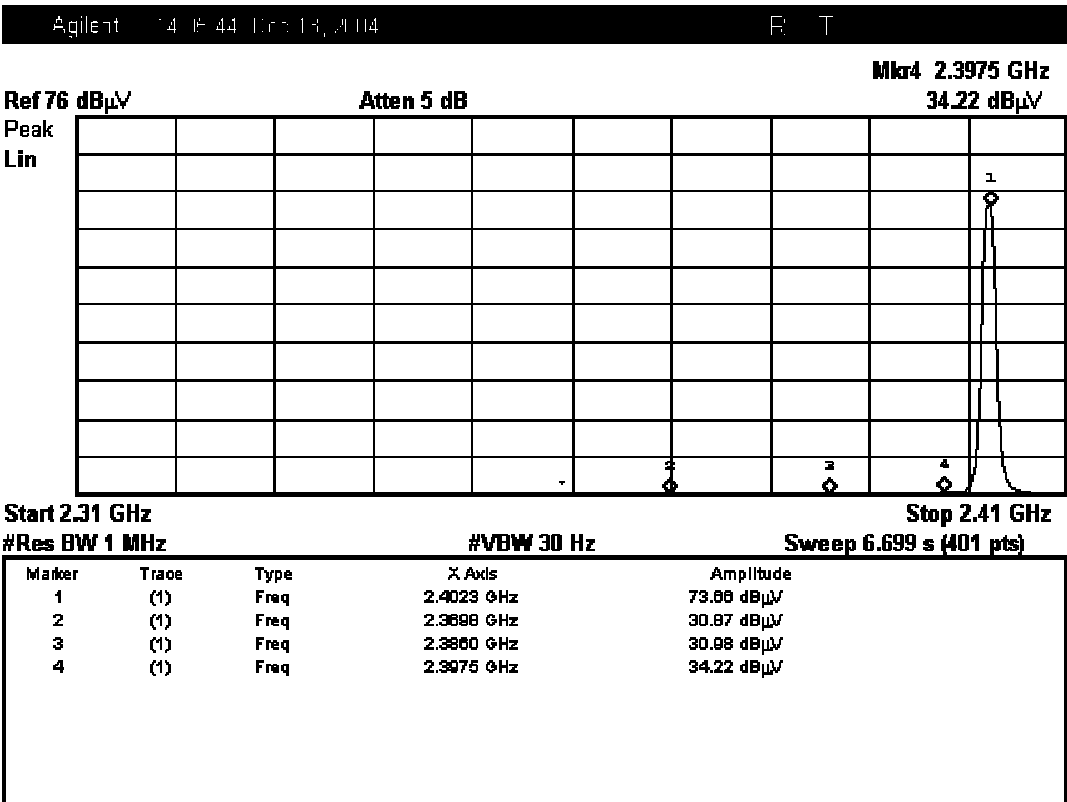 Agilent
R T
Mkr4 2.3975 GHz
Ref 76 dBµV Atten 5 dB 34.22 dBµV
Peak
Lin
1
2 3 4
Start 2.31 GHz Stop 2.41 GHz
#Res BW 1 MHz #VBW 30 Hz Sweep 6.699 s (401 pts)
Marker Trace Type X Axis Amplitude
1 (1) Freq 2.4023 GHz 73.66 dBµV
2 (1) Freq 2.3698 GHz 30.87 dBµV
3 (1) Freq 2.3860 GHz 30.98 dBµV
4 (1) Freq 2.3975 GHz 34.22 dBµV